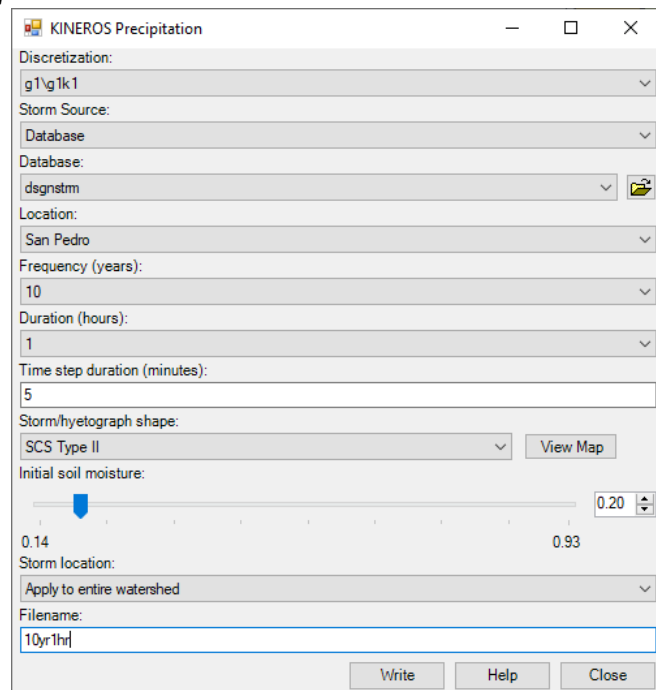 KINEROS Precipitation
Discretization:
g1\g1k1
Storm Source:
Database
Database:
dsgnstrm
Location:
San Pedro
Frequency (years):
10
Duration (hours):
1
Time step duration (minutes):
5
Storm/hyetograph shape:
SCS Type II View Map
Initial soil moisture:
0.20
0.14 0.93
Storm location:
Apply to entire watershed
Filename:
10yr1hr
Write Help Close